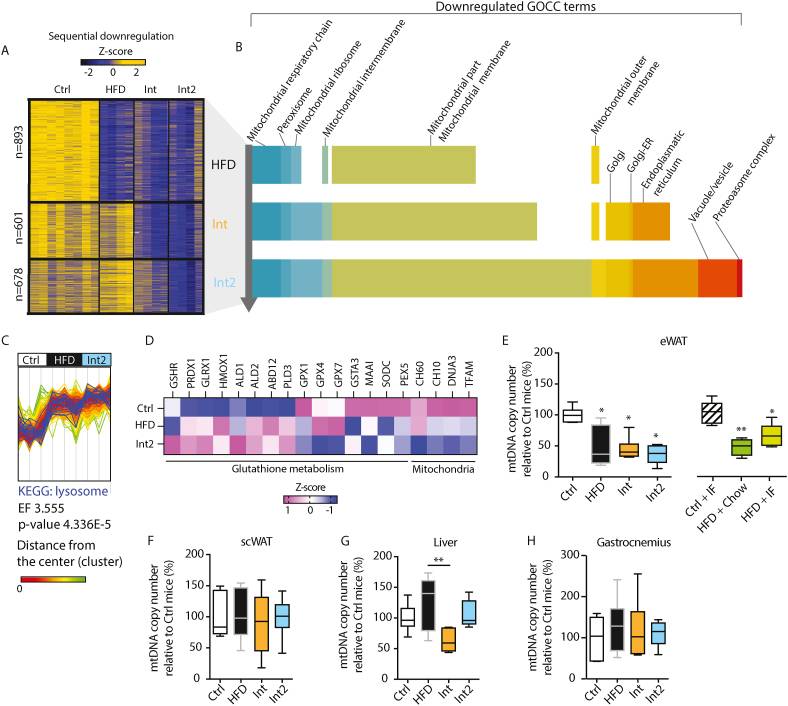 Downregulated GOCC terms
Sequential downregulation
A
Z-score
B
-2 0 2
Ctrl HFD Int Int2
n=893
n=601
n=678
Mitochondrial respiratory chain
Peroxisome
Mitochondrial ribosome
Mitochondrial intermembrane
Mitochondrial part
Mitochondrial membrane
Mitochondrial outer
membrane
Golgi
Golgi-ER
Endoplasmatic
reticulum
Vacuole/vesicle
Proteoasome complex
HFD
Int
Int2
C
Ctrl HFD Int2
KEGG: lysosome
EF 3.555
p-value 4.336E-5
Distance from
the center (cluster)
0
D
GSHR PRDX1 GLRX1 HMOX1 ALD1 ALD2 ABD12 PLD3 GPX1 GPX4 GPX7 GSTA3 MAAI SODC PEX5 CH60 CH10 DNJA3 TFAM
Ctrl
HFD
Int2
Glutathione metabolism Mitochondria
Z-score
1 0 -1
E
eWAT
mtDNA copy number
relative to Ctrl mice (%)
200
150
100
50
0
* * *
** *
Ctrl HFD Int Int2
Ctrl + IF HFD + Chow HFD + IF
F
scWAT
mtDNA copy number
relative to Ctrl mice (%)
200
150
100
50
0
Ctrl HFD Int Int2
G
Liver
mtDNA copy number
relative to Ctrl mice (%)
200
150
100
50
0
**
Ctrl HFD Int Int2
H
Gastrocnemius
mtDNA copy number
relative to Ctrl mice (%)
300
200
100
0
Ctrl HFD Int Int2